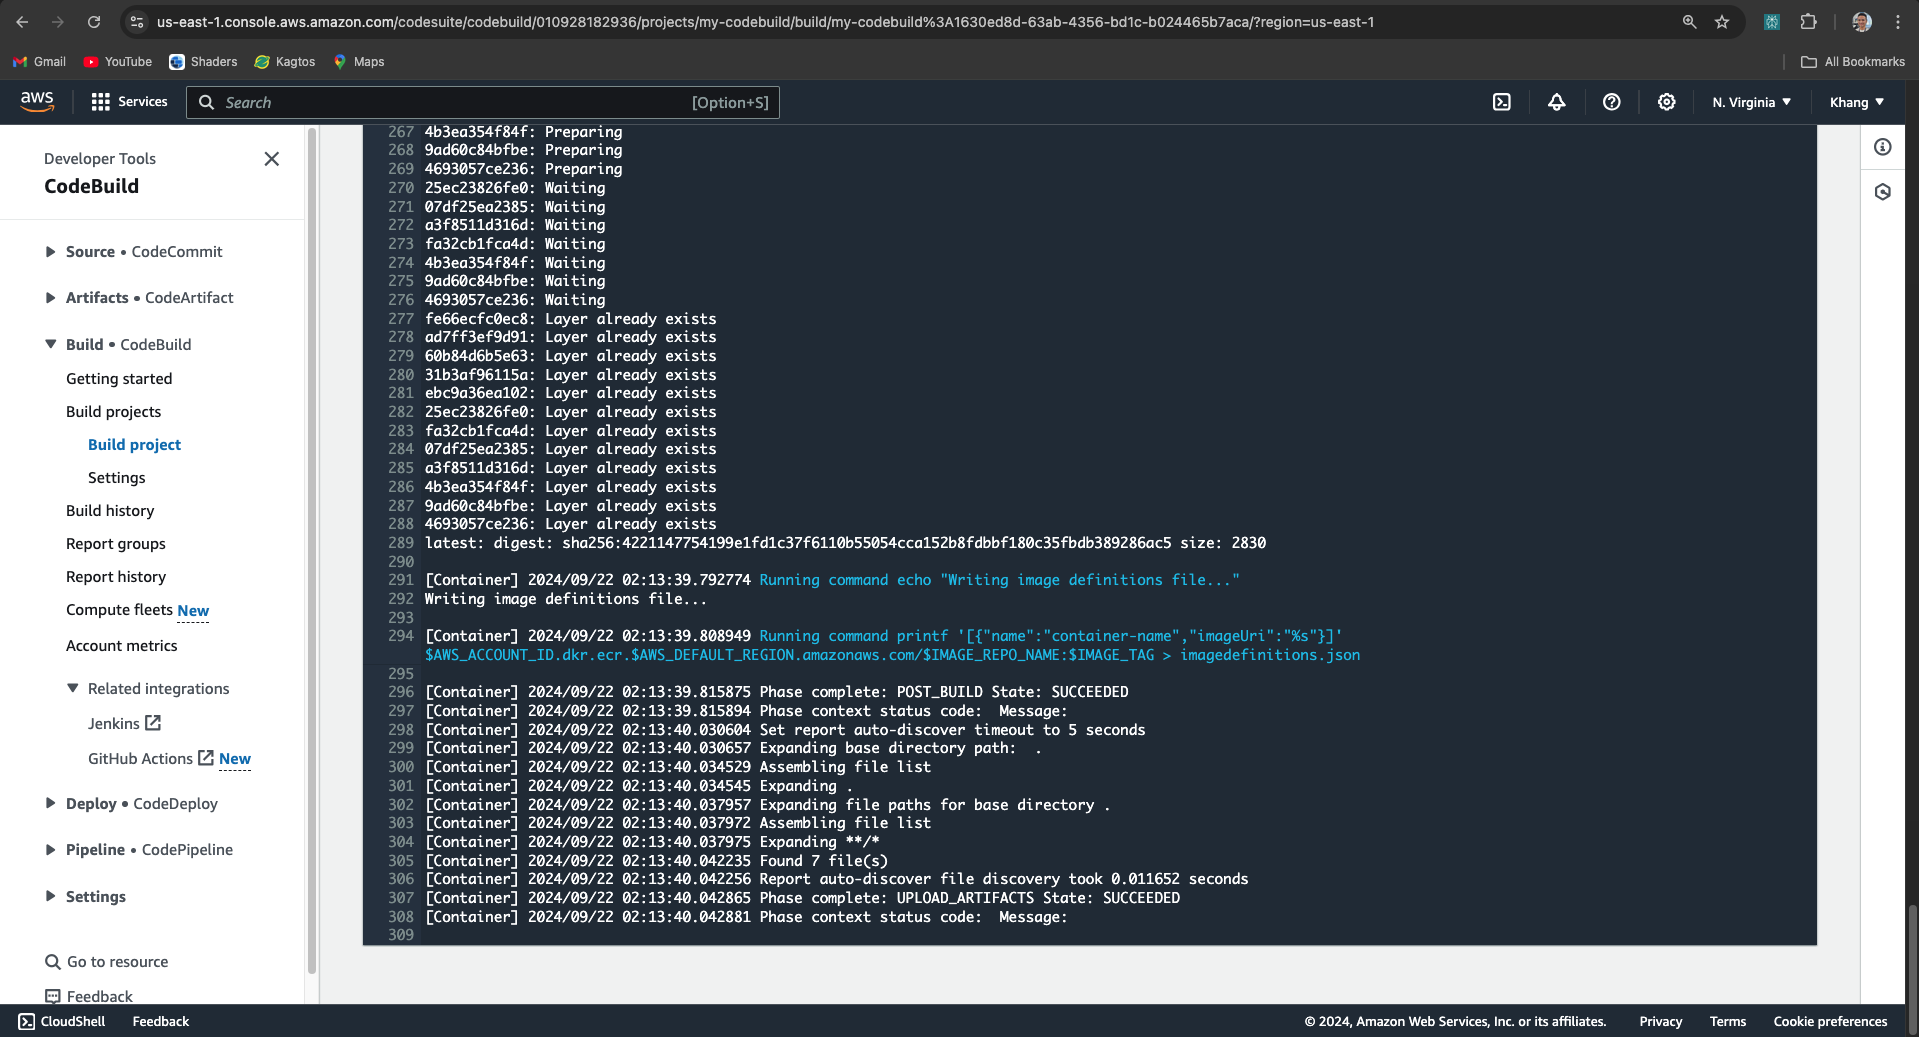 us-east-1.console.aws.amazon.com/codesuite/codebuild/010928182936/projects/my-codebuild/build/my-codebuild%3A1630ed8d-63ab-4356-bd1c-b024465b7aca/?region=us-east-1
Gmail YouTube Shaders Kagtos Maps All Bookmarks
aws Services Search [Option+S] N. Virginia Khang
Developer Tools
CodeBuild
Source • CodeCommit
Artifacts • CodeArtifact
Build • CodeBuild
Getting started
Build projects
Build project
Settings
Build history
Report groups
Report history
Compute fleets New
Account metrics
Related integrations
Jenkins
GitHub Actions New
Deploy • CodeDeploy
Pipeline • CodePipeline
Settings
Go to resource
Feedback
267 4b3ea354f84f: Preparing
268 9ad60c84bfbe: Preparing
269 4693057ce236: Preparing
270 25ec23826fe0: Waiting
271 07df25ea2385: Waiting
272 a3f8511d316d: Waiting
273 fa32cb1fca4d: Waiting
274 4b3ea354f84f: Waiting
275 9ad60c84bfbe: Waiting
276 4693057ce236: Waiting
277 fe66ecfc0ec8: Layer already exists
278 ad7ff3ef9d91: Layer already exists
279 60b84d6b5e63: Layer already exists
280 31b3af96115a: Layer already exists
281 ebc9a36ea102: Layer already exists
282 25ec23826fe0: Layer already exists
283 fa32cb1fca4d: Layer already exists
284 07df25ea2385: Layer already exists
285 a3f8511d316d: Layer already exists
286 4b3ea354f84f: Layer already exists
287 9ad60c84bfbe: Layer already exists
288 4693057ce236: Layer already exists
289 latest: digest: sha256:4221147754199e1fd1c37f6110b55054cca152b8fdbbf180c35fbdb389286ac5 size: 2830
290
291 [Container] 2024/09/22 02:13:39.792774 Running command echo "Writing image definitions file..."
292 Writing image definitions file...
293
294 [Container] 2024/09/22 02:13:39.808949 Running command printf '[{"name":"container-name","imageUri":"%s"}]'
$AWS_ACCOUNT_ID.dkr.ecr.$AWS_DEFAULT_REGION.amazonaws.com/$IMAGE_REPO_NAME:$IMAGE_TAG > imagedefinitions.json
295
296 [Container] 2024/09/22 02:13:39.815875 Phase complete: POST_BUILD State: SUCCEEDED
297 [Container] 2024/09/22 02:13:39.815894 Phase context status code:  Message:
298 [Container] 2024/09/22 02:13:40.030604 Set report auto-discover timeout to 5 seconds
299 [Container] 2024/09/22 02:13:40.030657 Expanding base directory path:  .
300 [Container] 2024/09/22 02:13:40.034529 Assembling file list
301 [Container] 2024/09/22 02:13:40.034545 Expanding .
302 [Container] 2024/09/22 02:13:40.037957 Expanding file paths for base directory .
303 [Container] 2024/09/22 02:13:40.037972 Assembling file list
304 [Container] 2024/09/22 02:13:40.037975 Expanding **/*
305 [Container] 2024/09/22 02:13:40.042235 Found 7 file(s)
306 [Container] 2024/09/22 02:13:40.042256 Report auto-discover file discovery took 0.011652 seconds
307 [Container] 2024/09/22 02:13:40.042865 Phase complete: UPLOAD_ARTIFACTS State: SUCCEEDED
308 [Container] 2024/09/22 02:13:40.042881 Phase context status code:  Message:
309
CloudShell Feedback © 2024, Amazon Web Services, Inc. or its affiliates. Privacy Terms Cookie preferences